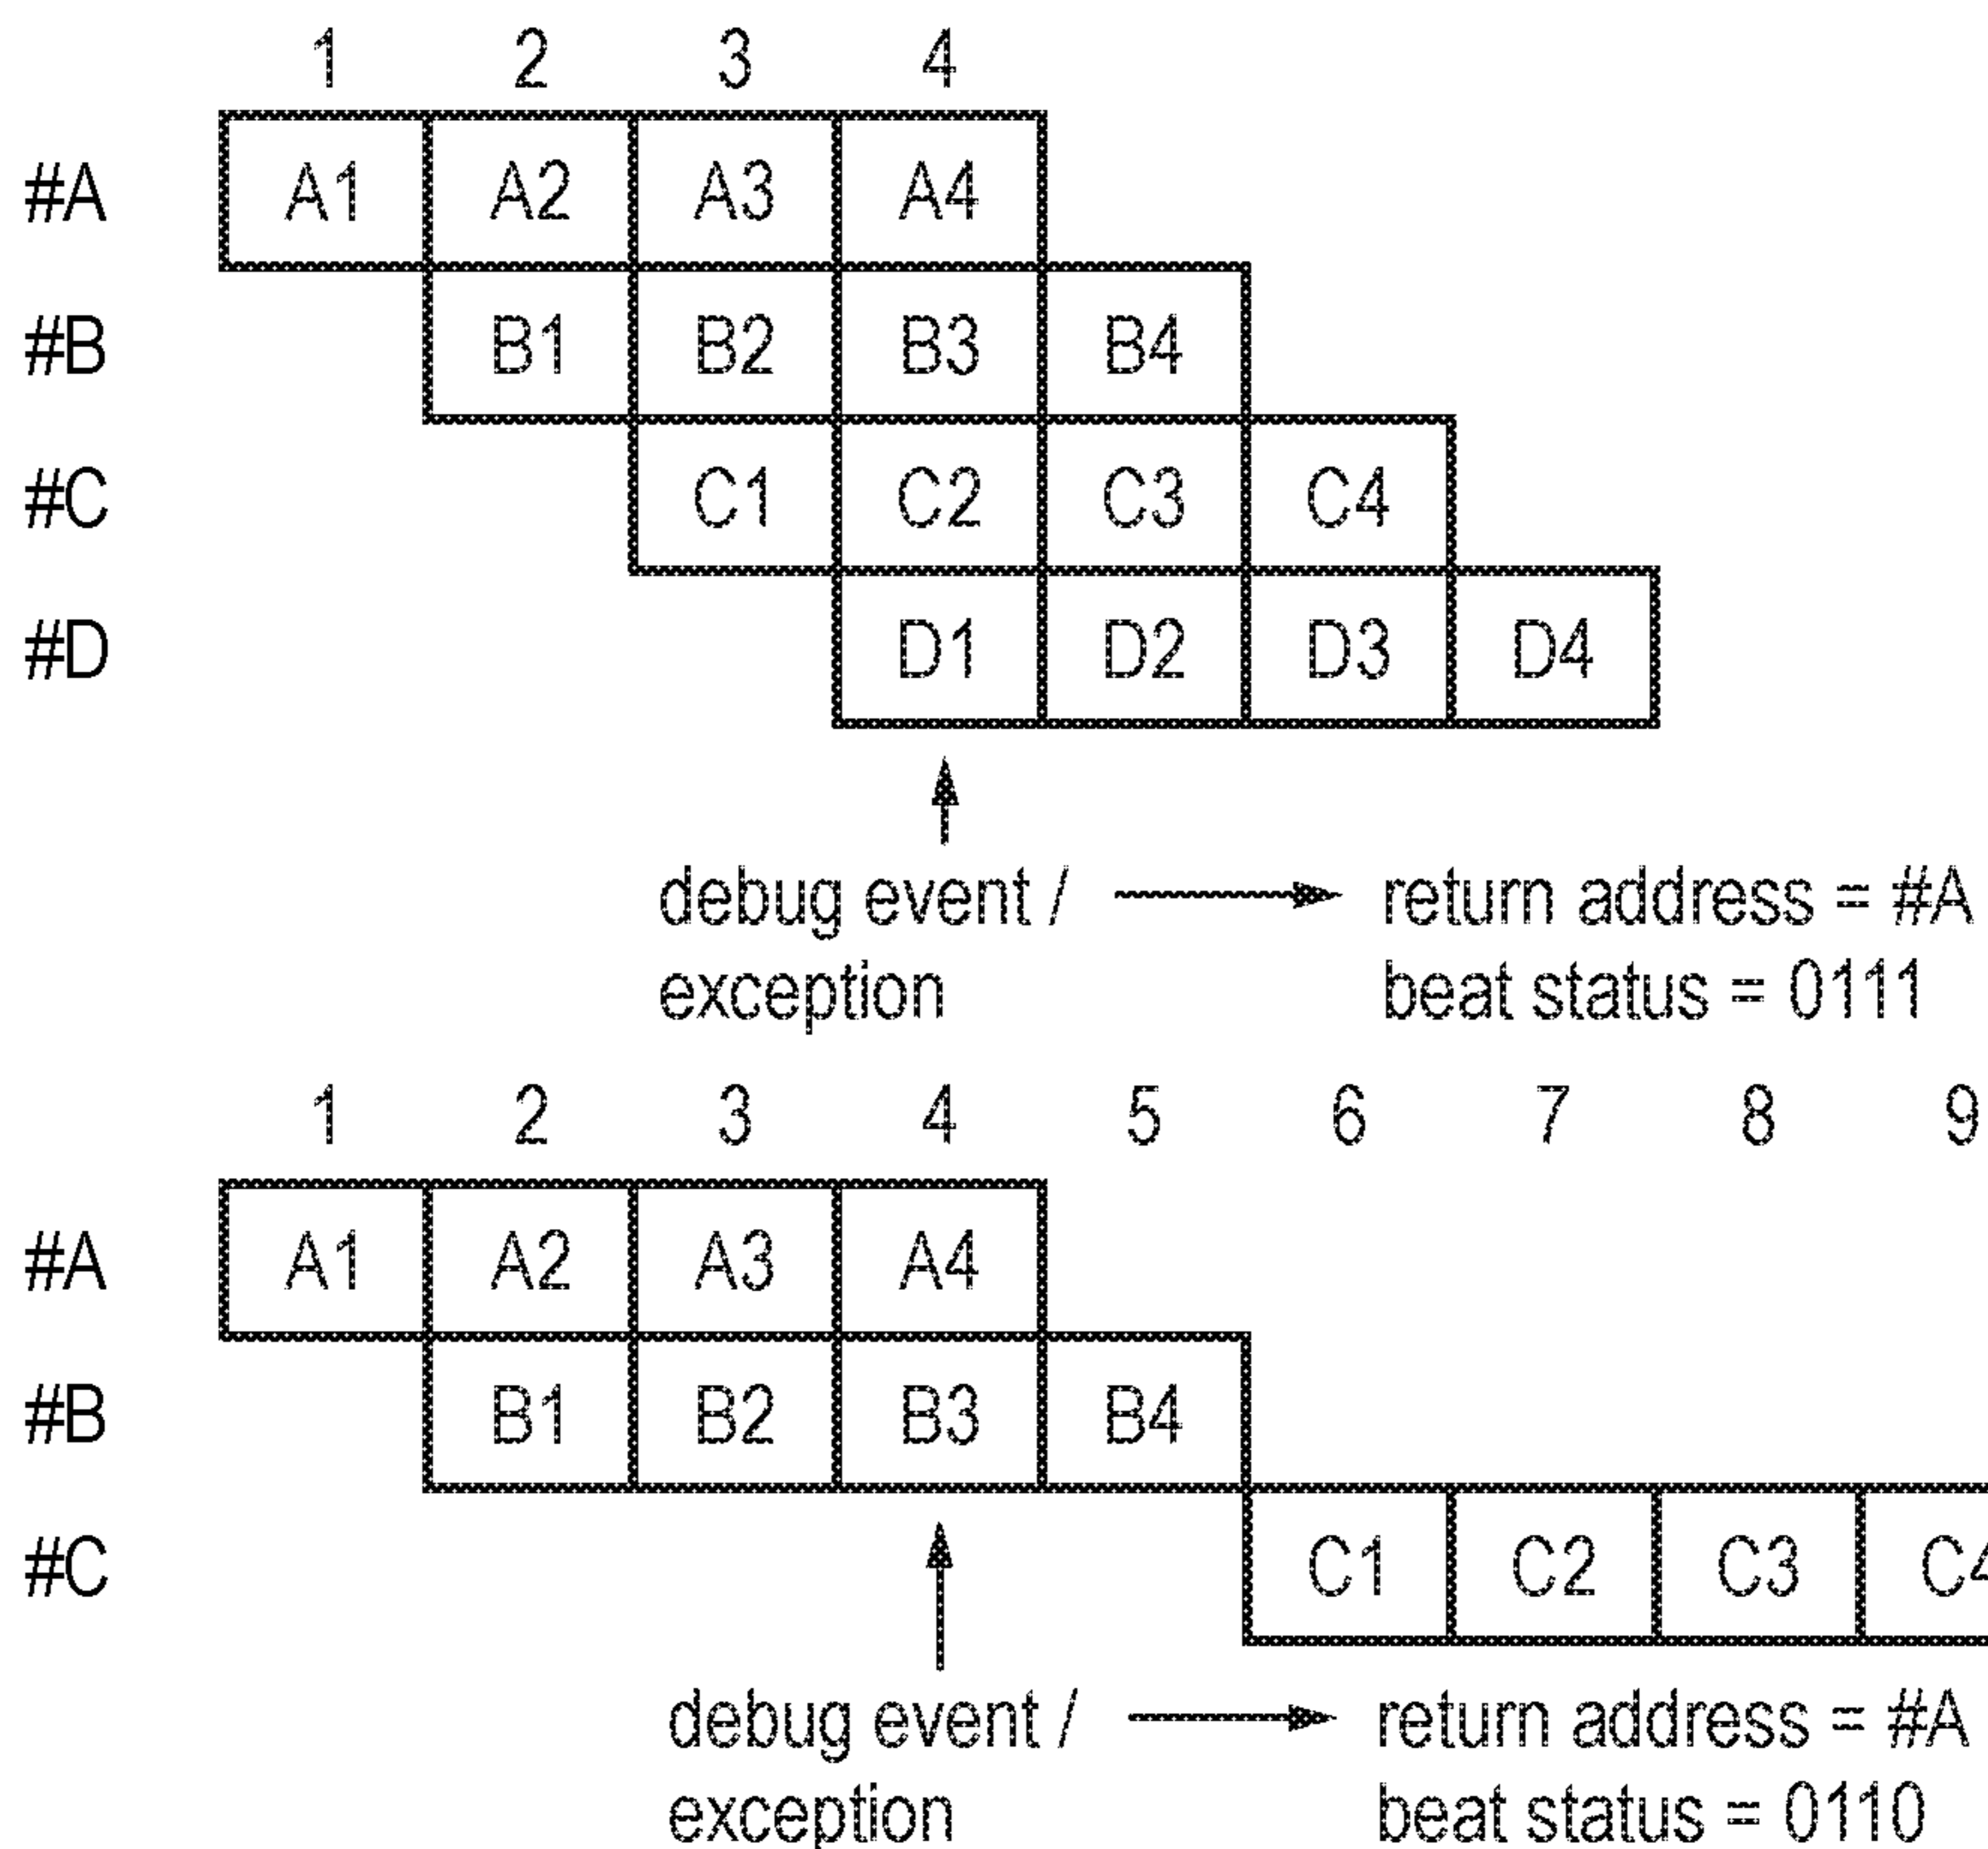 1 2 3 4
#A A1 A2 A3 A4
#B B1 B2 B3 B4
#C C1 C2 C3 C4
#D D1 D2 D3 D4
debug event / return address = #A
exception beat status = 0111
1 2 3 4 5 6 7 8 9
#A A1 A2 A3 A4
#B B1 B2 B3 B4
#C C1 C2 C3 C4
debug event / return address = #A
exception beat status = 0110